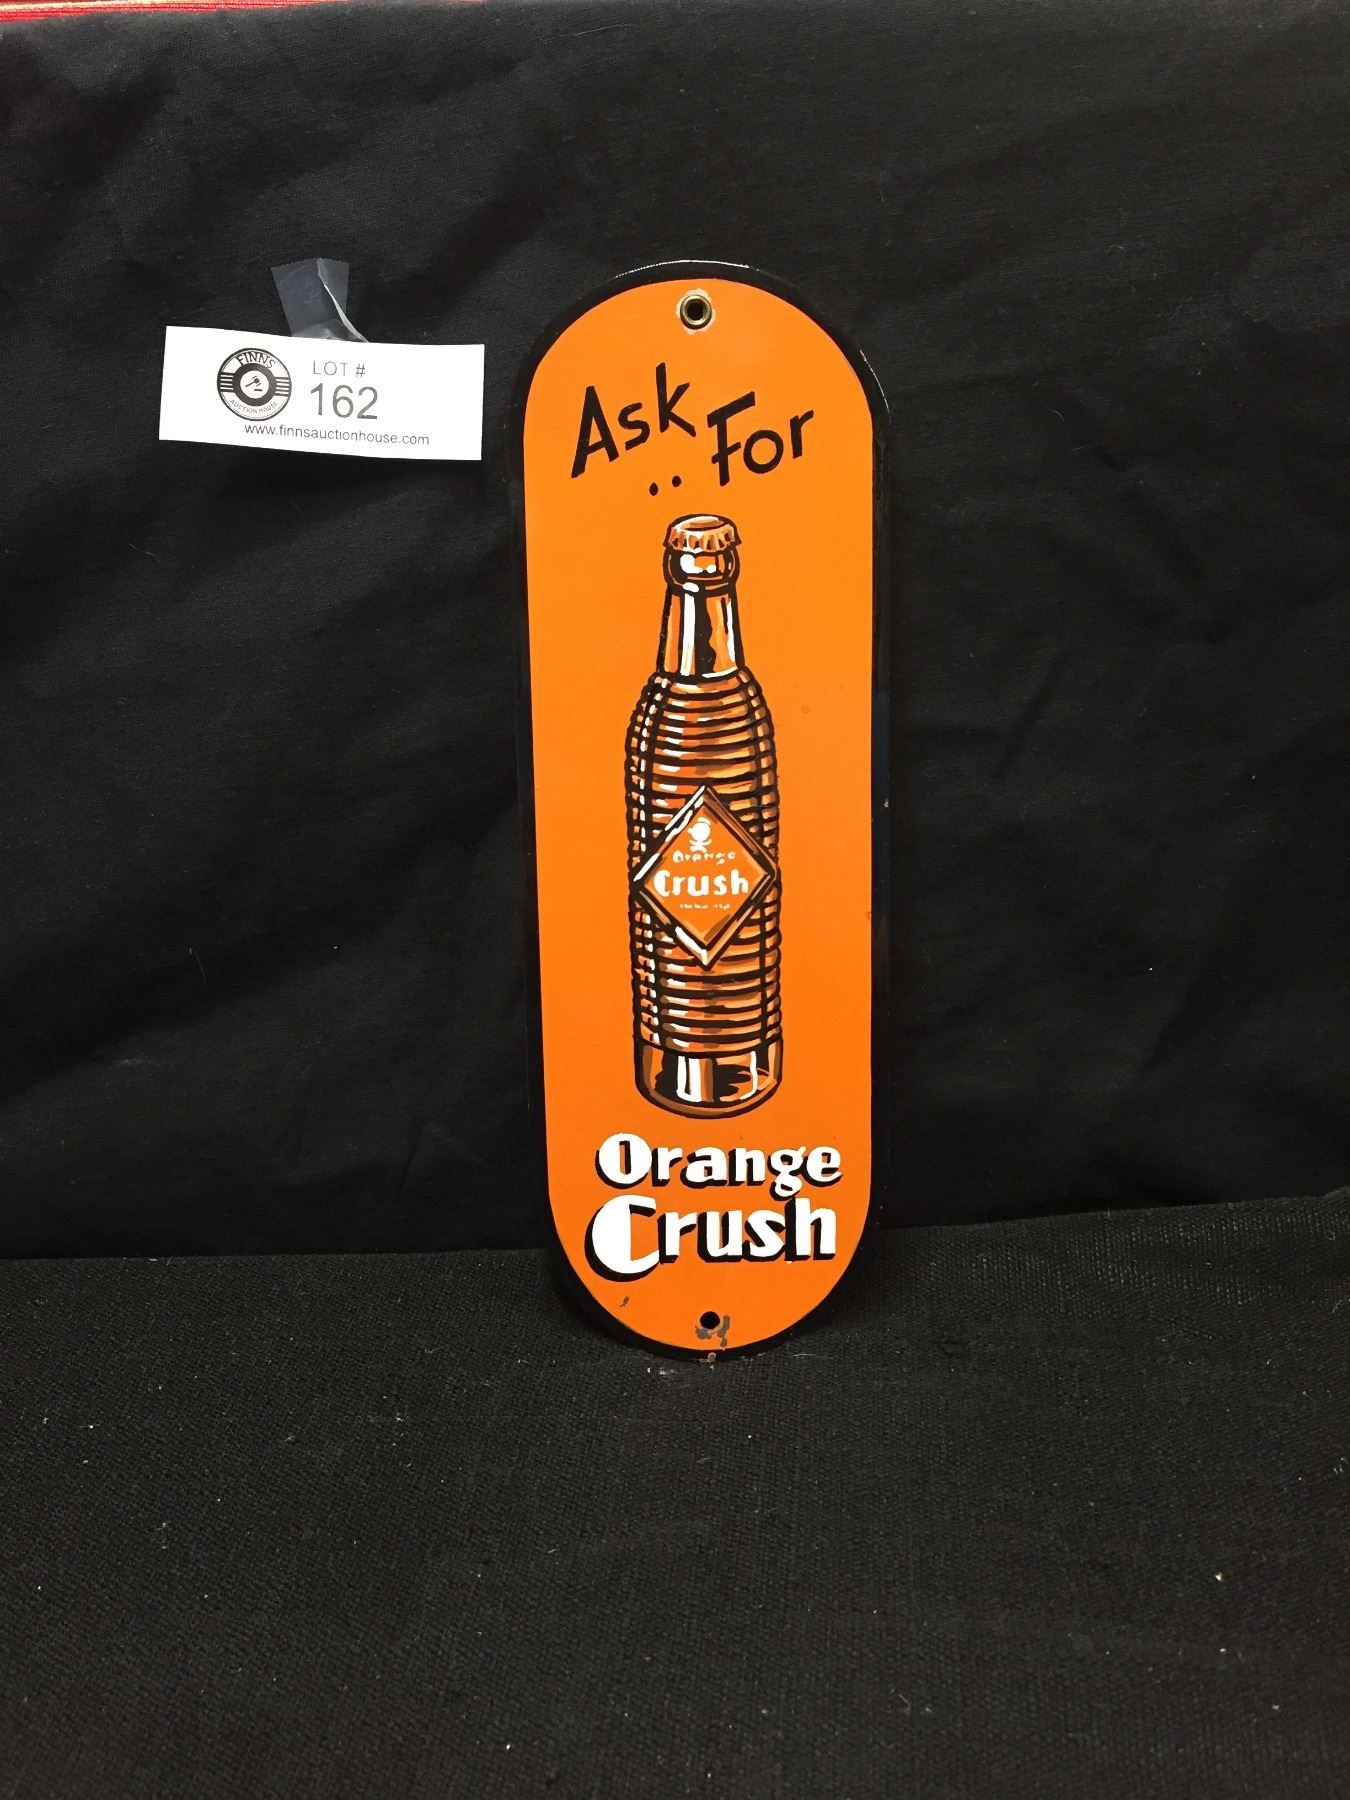 FINNS
AUCTION HOUSE
LOT #
162
www.finnsauctionhouse.com
Ask
.. For
Orange
Crush
Orange
Crush